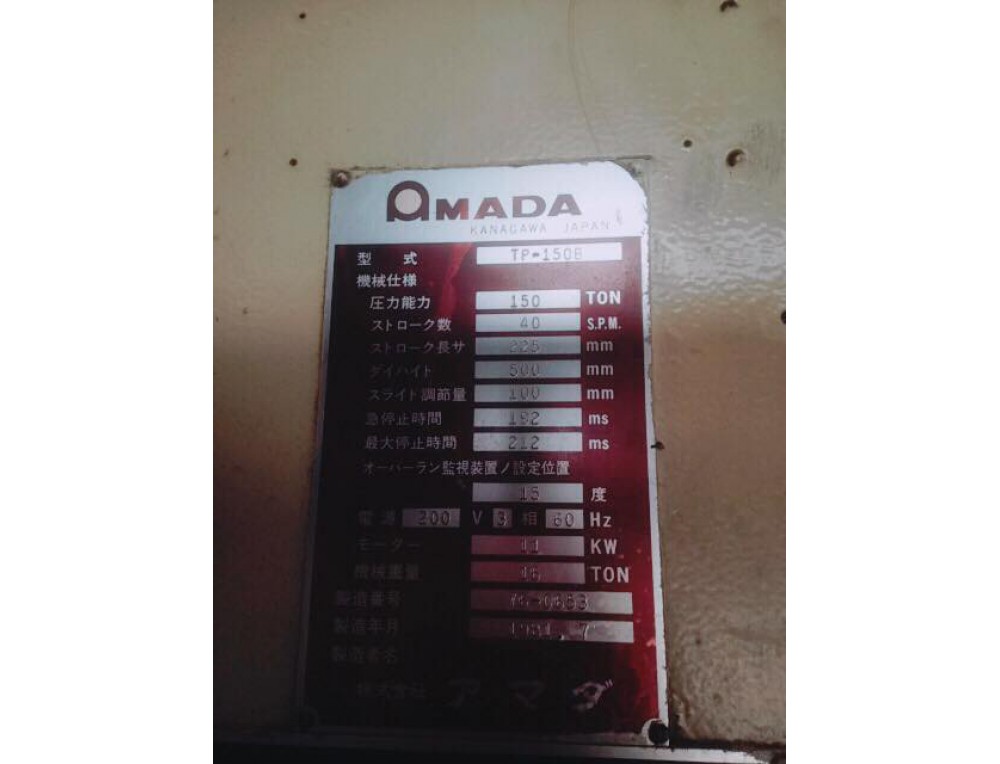 AMADA
KANAGAWA JAPAN
型式 TP-150B
機械仕様
圧力能力 150 TON
ストローク数 40 S.P.M.
ストローク長サ 225 mm
ダイハイト 500 mm
スライド調節量 100 mm
急停止時間 192 ms
最大停止時間 212 ms
オーバーラン監視装置ノ設定位置
15 度
電源 200 V 3 相 60 Hz
モーター 11 KW
機械重量 TON
製造番号
製造年月
製造者名
株式会社 アマダ